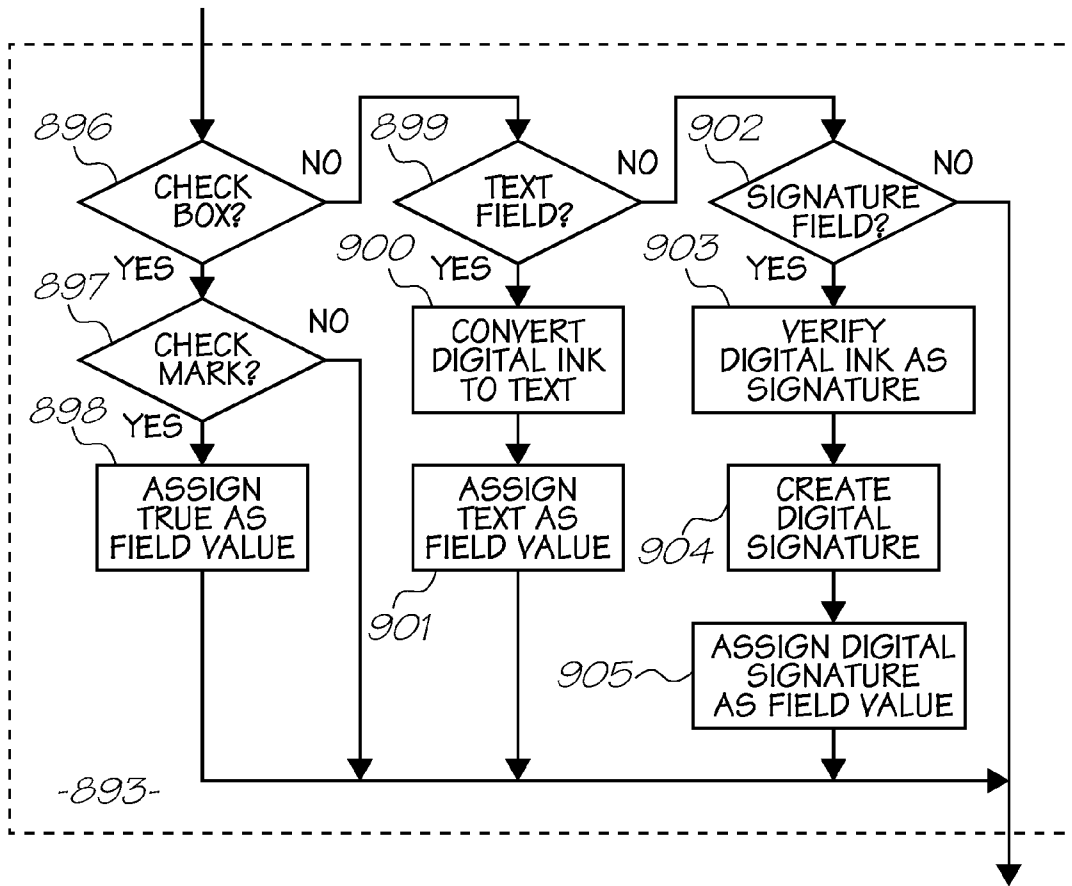 896
CHECK
BOX?
NO
YES
897
CHECK
MARK?
NO
YES
898
ASSIGN
TRUE AS
FIELD VALUE
899
TEXT
FIELD?
NO
YES
900
CONVERT
DIGITAL INK
TO TEXT
ASSIGN
TEXT AS
FIELD VALUE
901
902
SIGNATURE
FIELD?
NO
YES
903
VERIFY
DIGITAL INK AS
SIGNATURE
CREATE
DIGITAL
SIGNATURE
904
ASSIGN DIGITAL
SIGNATURE
AS FIELD VALUE
905
-893-